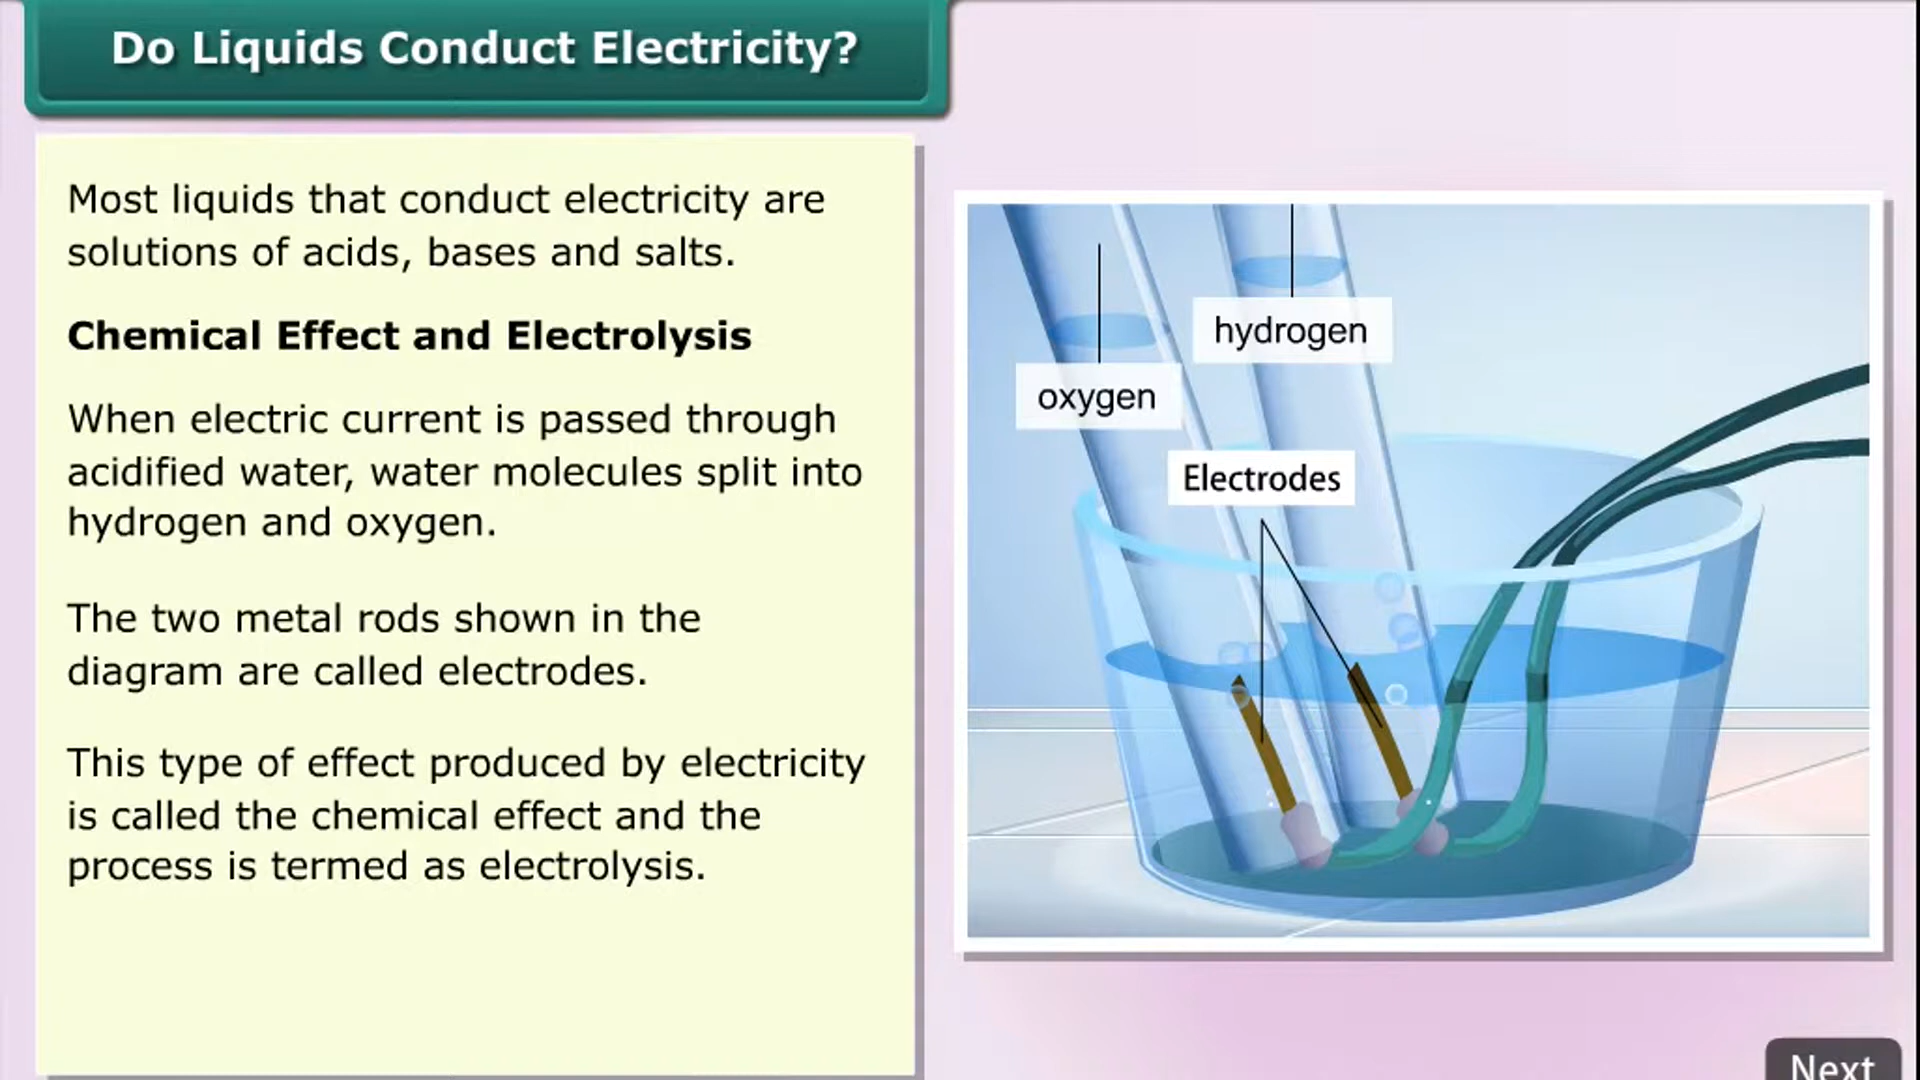 Do Liquids Conduct Electricity?
Most liquids that conduct electricity are
solutions of acids, bases and salts.
Chemical Effect and Electrolysis
When electric current is passed through
acidified water, water molecules split into
hydrogen and oxygen.
The two metal rods shown in the
diagram are called electrodes.
This type of effect produced by electricity
is called the chemical effect and the
process is termed as electrolysis.
hydrogen
oxygen
Electrodes
Next